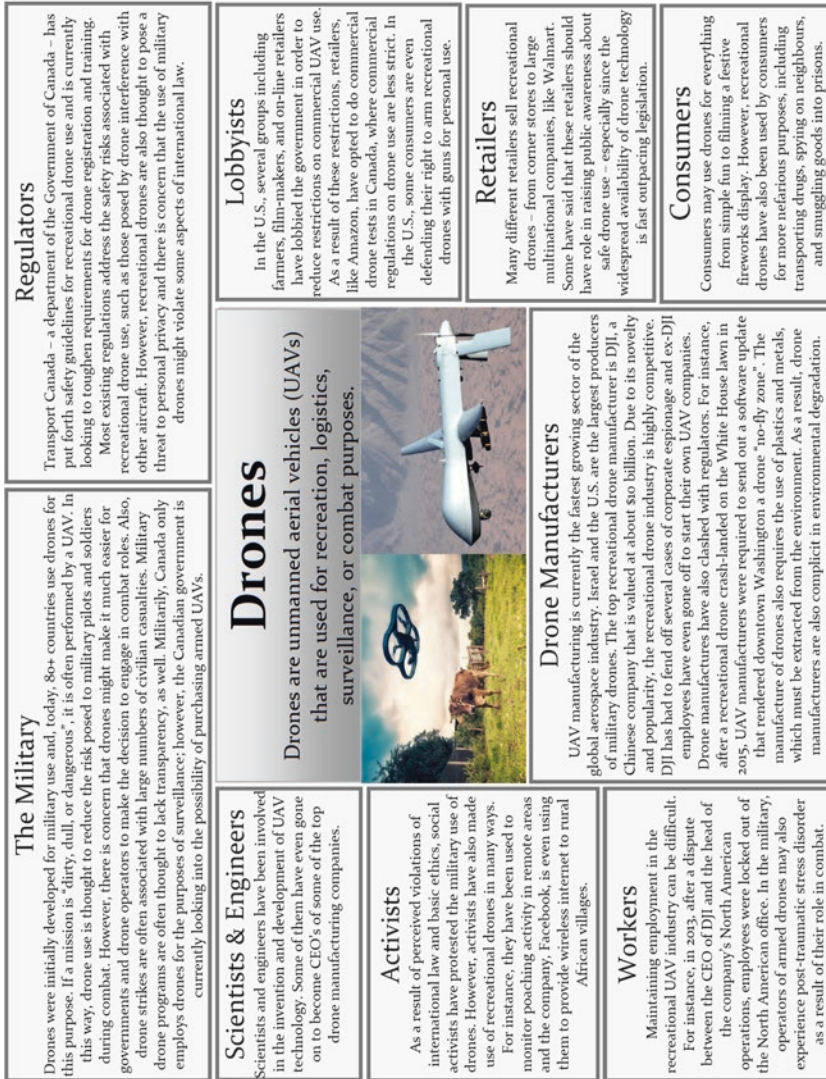 The Military
Drones were initially developed for military use and, today, 80+ countries use drones for
this purpose. If a mission is "dirty, dull, or dangerous", it is often performed by a UAV. In
this way, drone use is thought to reduce the risk posed to military pilots and soldiers
during combat. However, there is concern that drones might make it much easier for
governments and drone operators to make the decision to engage in combat roles. Also,
drone strikes are often associated with large numbers of civilian casualties. Military
drone programs are often thought to lack transparency, as well. Militarily, Canada only
employs drones for the purposes of surveillance; however, the Canadian government is
currently looking into the possibility of purchasing armed UAVs.
Regulators
Transport Canada – a department of the Government of Canada – has
put forth safety guidelines for recreational drone use and is currently
looking to toughen requirements for drone registration and training.
Most existing regulations address the safety risks associated with
recreational drone use, such as those posed by drone interference with
other aircraft. However, recreational drones are also thought to pose a
threat to personal privacy and there is concern that the use of military
drones might violate some aspects of international law.
Scientists & Engineers
Scientists and engineers have been involved
in the invention and development of UAV
technology. Some of them have even gone
on to become CEO's of some of the top
drone manufacturing companies.
Drones
Drones are unmanned aerial vehicles (UAVs)
that are used for recreation, logistics,
surveillance, or combat purposes.
Lobbyists
In the U.S., several groups including
farmers, film-makers, and on-line retailers
have lobbied the government in order to
reduce restrictions on commercial UAV use.
As a result of these restrictions, retailers,
like Amazon, have opted to do commercial
drone tests in Canada, where commercial
regulations on drone use are less strict. In
the U.S., some consumers are even
defending their right to arm recreational
drones with guns for personal use.
Activists
As a result of perceived violations of
international law and basic ethics, social
activists have protested the military use of
drones. However, activists have also made
use of recreational drones in many ways.
For instance, they have been used to
monitor poaching activity in remote areas
and the company, Facebook, is even using
them to provide wireless internet to rural
African villages.
Retailers
Many different retailers sell recreational
drones – from corner stores to large
multinational companies, like Walmart.
Some have said that these retailers should
have role in raising public awareness about
safe drone use – especially since the
widespread availability of drone technology
is fast outpacing legislation.
Workers
Maintaining employment in the
recreational UAV industry can be difficult.
For instance, in 2013, after a dispute
between the CEO of DJI and the head of
the company's North American
operations, employees were locked out of
the North American office. In the military,
operators of armed drones may also
experience post-traumatic stress disorder
as a result of their role in combat.
Drone Manufacturers
UAV manufacturing is currently the fastest growing sector of the
global aerospace industry. Israel and the U.S. are the largest producers
of military drones. The top recreational drone manufacturer is DJI, a
Chinese company that is valued at about $10 billion. Due to its novelty
and popularity, the recreational drone industry is highly competitive.
DJI has had to fend off several cases of corporate espionage and ex-DJI
employees have even gone off to start their own UAV companies.
Drone manufactures have also clashed with regulators. For instance,
after a recreational drone crash-landed on the White House lawn in
2015, UAV manufacturers were required to send out a software update
that rendered downtown Washington a drone "no-fly zone". The
manufacture of drones also requires the use of plastics and metals,
which must be extracted from the environment. As a result, drone
manufacturers are also complicit in environmental degradation.
Consumers
Consumers may use drones for everything
from simple fun to filming a festive
fireworks display. However, recreational
drones have also been used by consumers
for more nefarious purposes, including
transporting drugs, spying on neighbours,
and smuggling goods into prisons.